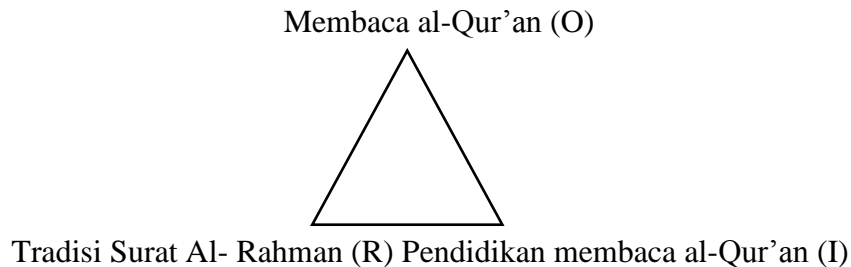 Membaca al-Qur’an (O)
Tradisi Surat Al- Rahman (R) Pendidikan membaca al-Qur’an (I)